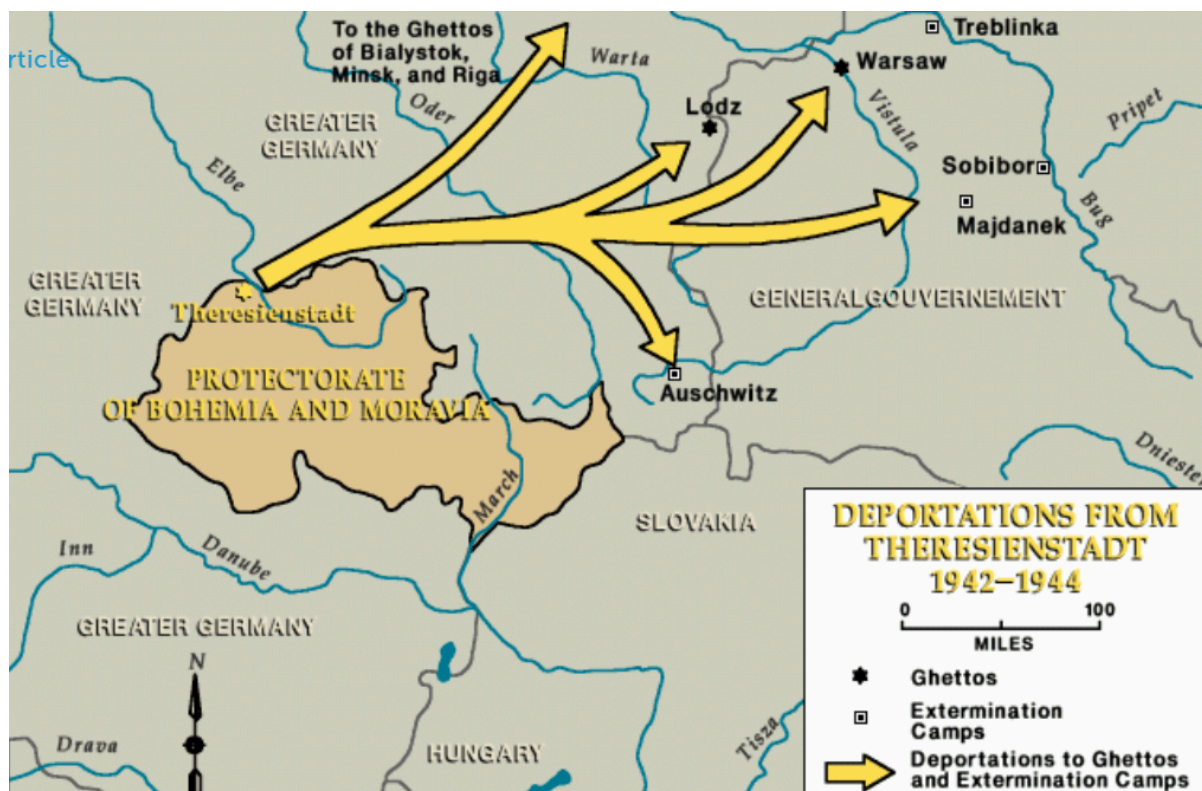 To the Ghettos
of Bialystok,
Minsk, and Riga
rticle
Treblinka
Warta
Warsaw
Oder
Lodz
Vistula
Pripet
GREATER
GERMANY
Elbe
Sobibor
Majdanek
Bug
GREATER
GERMANY
Theresienstadt
GENERALGOUVERNEMENT
PROTECTORATE
OF BOHEMIA AND MORAVIA
Auschwitz
Dniester
March
SLOVAKIA
Inn
Danube
GREATER GERMANY
N
Drava
HUNGARY
Tisza
DEPORTATIONS FROM
THERESIENSTADT
1942–1944
0 100
MILES
Ghettos
Extermination
Camps
Deportations to Ghettos
and Extermination Camps